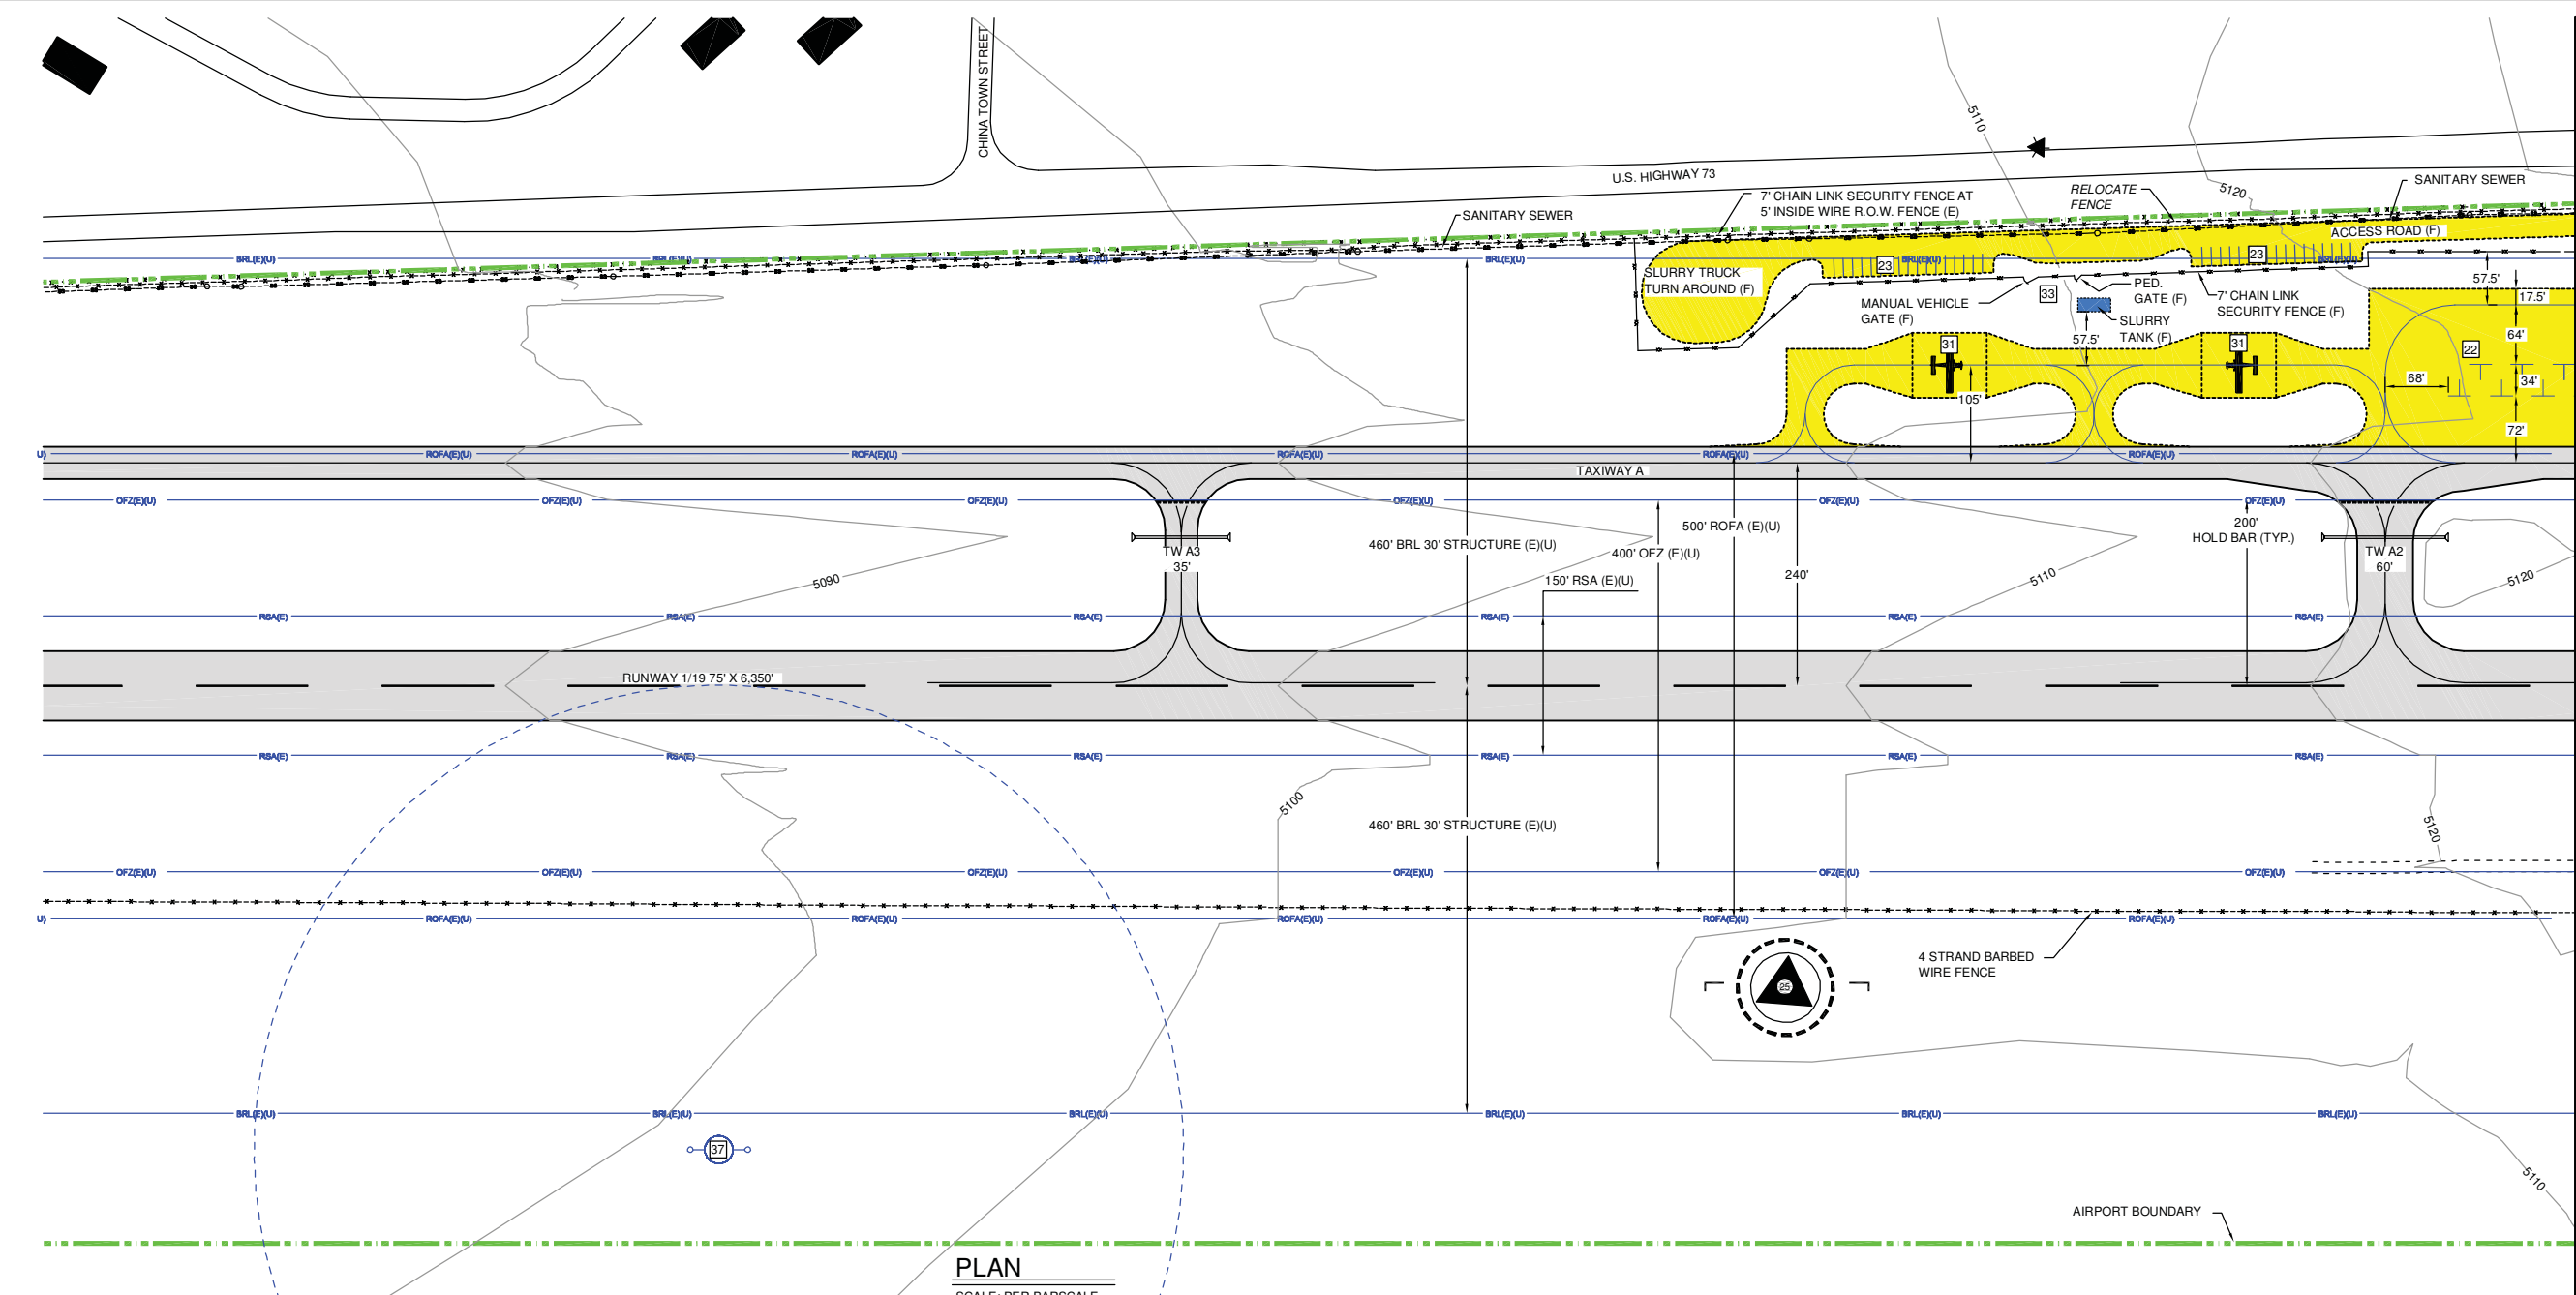 CHINA TOWN STREET
5110
U.S. HIGHWAY 73
5120
SANITARY SEWER
RELOCATE
FENCE
7' CHAIN LINK SECURITY FENCE AT
5' INSIDE WIRE R.O.W. FENCE (E)
SANITARY SEWER
ACCESS ROAD (F)
BRL(E)(U)
BRL(E)(U)
BRL(E)(U)
BRL(E)(U)
BRL(E)(U)
BRL(E)(U)
23
23
SLURRY TRUCK
TURN AROUND (F)
MANUAL VEHICLE
GATE (F)
33
PED.
GATE (F)
7' CHAIN LINK
SECURITY FENCE (F)
SLURRY
TANK (F)
57.5'
17.5'
64'
57.5'
31
31
22
68'
34'
105'
72'
U)
ROFA(E)(U)
ROFA(E)(U)
ROFA(E)(U)
ROFA(E)(U)
ROFA(E)(U)
TAXIWAY A
OFZ(E)(U)
OFZ(E)(U)
OFZ(E)(U)
OFZ(E)(U)
OFZ(E)(U)
OFZ(E)(U)
500' ROFA (E)(U)
200'
HOLD BAR (TYP.)
460' BRL 30' STRUCTURE (E)(U)
400' OFZ (E)(U)
TW A3
35'
TW A2
60'
150' RSA (E)(U)
240'
5090
5110
5120
RSA(E)
RSA(E)
RSA(E)
RSA(E)
RSA(E)
RSA(E)
RUNWAY 1/19 75' X 6,350'
RSA(E)
RSA(E)
RSA(E)
RSA(E)
RSA(E)
RSA(E)
5100
460' BRL 30' STRUCTURE (E)(U)
5120
OFZ(E)(U)
OFZ(E)(U)
OFZ(E)(U)
OFZ(E)(U)
OFZ(E)(U)
OFZ(E)(U)
U)
ROFA(E)(U)
ROFA(E)(U)
ROFA(E)(U)
ROFA(E)(U)
ROFA(E)(U)
4 STRAND BARBED
WIRE FENCE
25
BRL(E)(U)
BRL(E)(U)
BRL(E)(U)
BRL(E)(U)
BRL(E)(U)
BRL(E)(U)
37
5110
AIRPORT BOUNDARY
PLAN
SCALE: PER BARSCALE